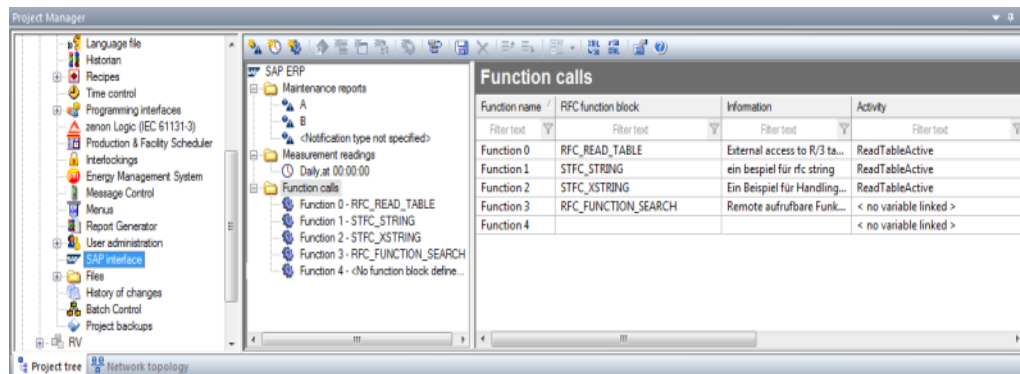 Project Manager
Language file
Historian
Recipes
Time control
Programming interfaces
zenon Logic (IEC 61131-3)
Production & Facility Scheduler
Interlockings
Energy Management System
Message Control
Menus
Report Generator
User administration
SAP interface
Files
History of changes
Batch Control
Project backups
RV
Project tree
Network topology
SAP ERP
Maintenance reports
A
B
<Notification type not specified>
Measurement readings
Daily, at 00:00:00
Function calls
Function 0 - RFC_READ_TABLE
Function 1 - STFC_STRING
Function 2 - STFC_XSTRING
Function 3 - RFC_FUNCTION_SEARCH
Function 4 - <No function block define...
Function calls
Function name RFC function block Infomation Activity
Filter text Filter text Filter text Filter text
Function 0 RFC_READ_TABLE External access to R/3 ta... ReadTableActive
Function 1 STFC_STRING ein bespiel für rfc string ReadTableActive
Function 2 STFC_XSTRING Ein Beispiel für Handling... ReadTableActive
Function 3 RFC_FUNCTION_SEARCH Remote aufrufbare Funk... < no variable linked >
Function 4 < no variable linked >